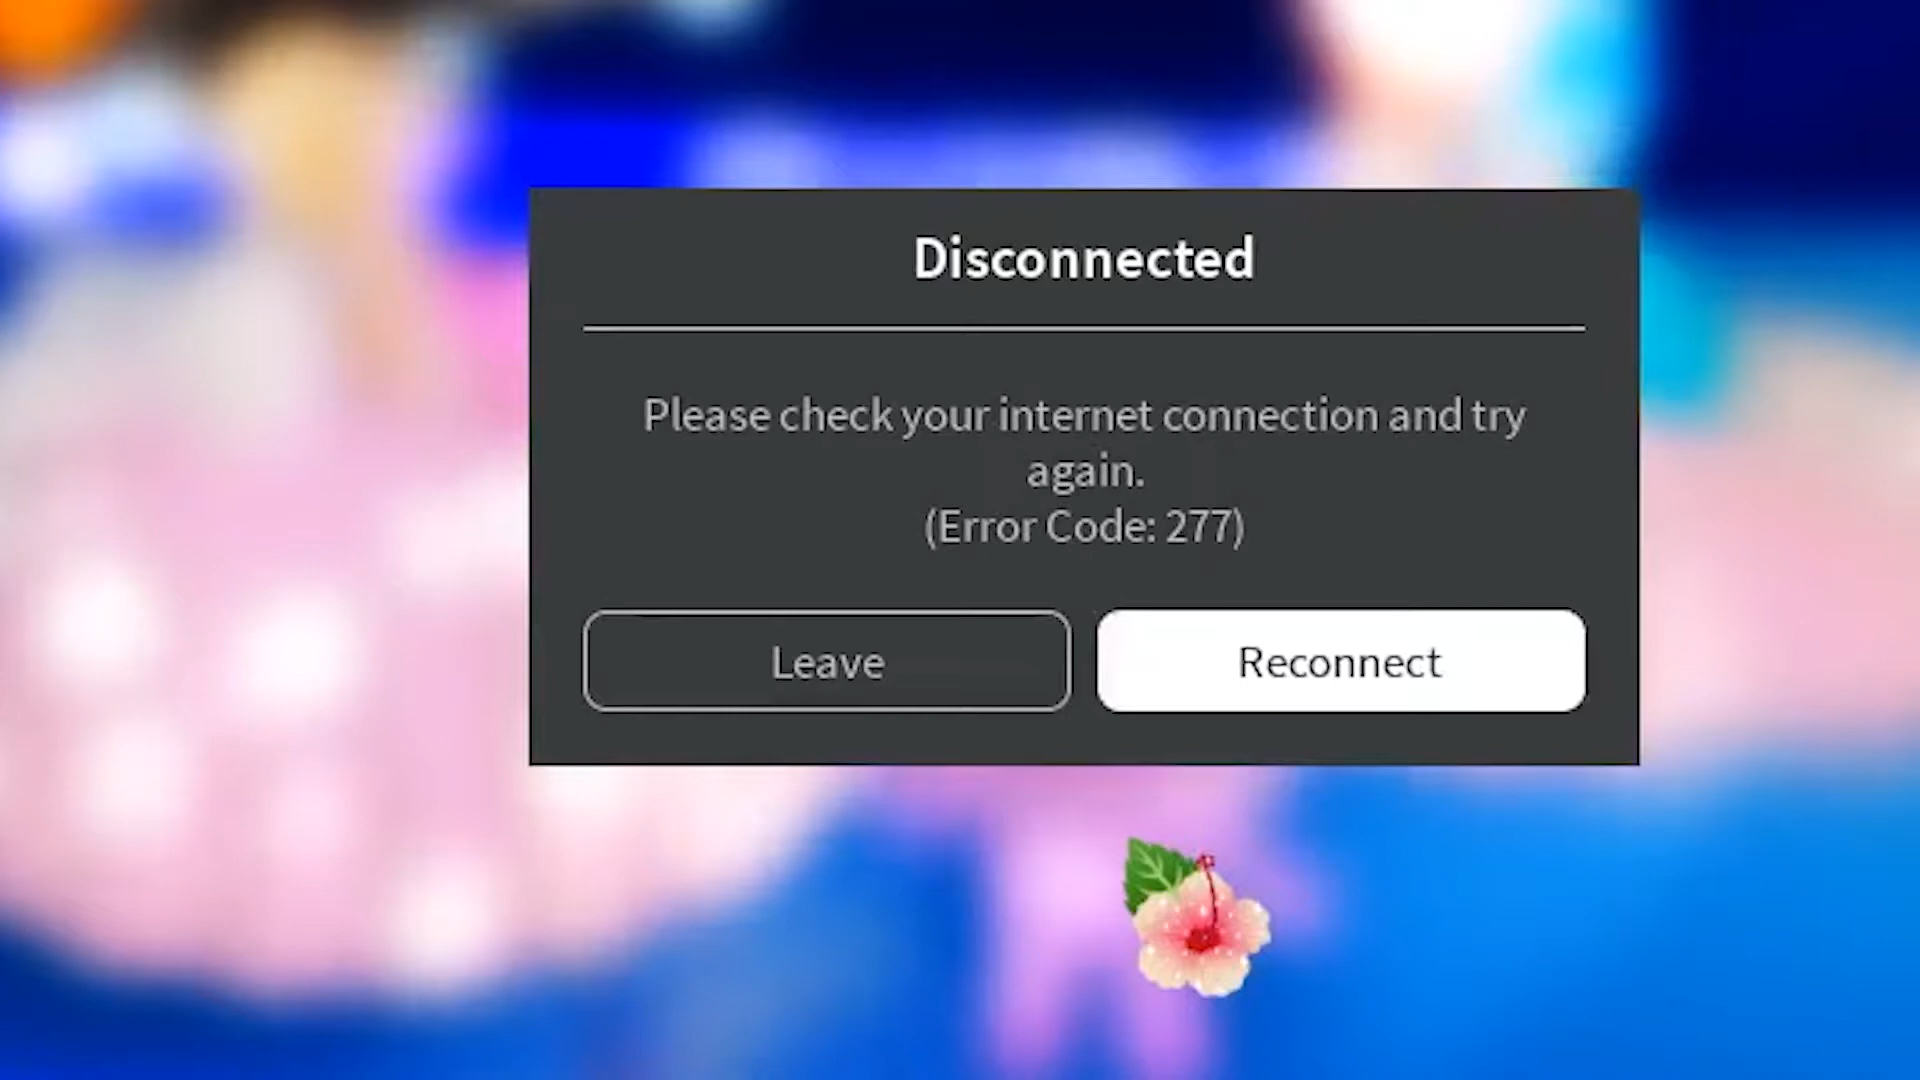 Disconnected
Please check your internet connection and try
again.
(Error Code: 277)
Leave
Reconnect